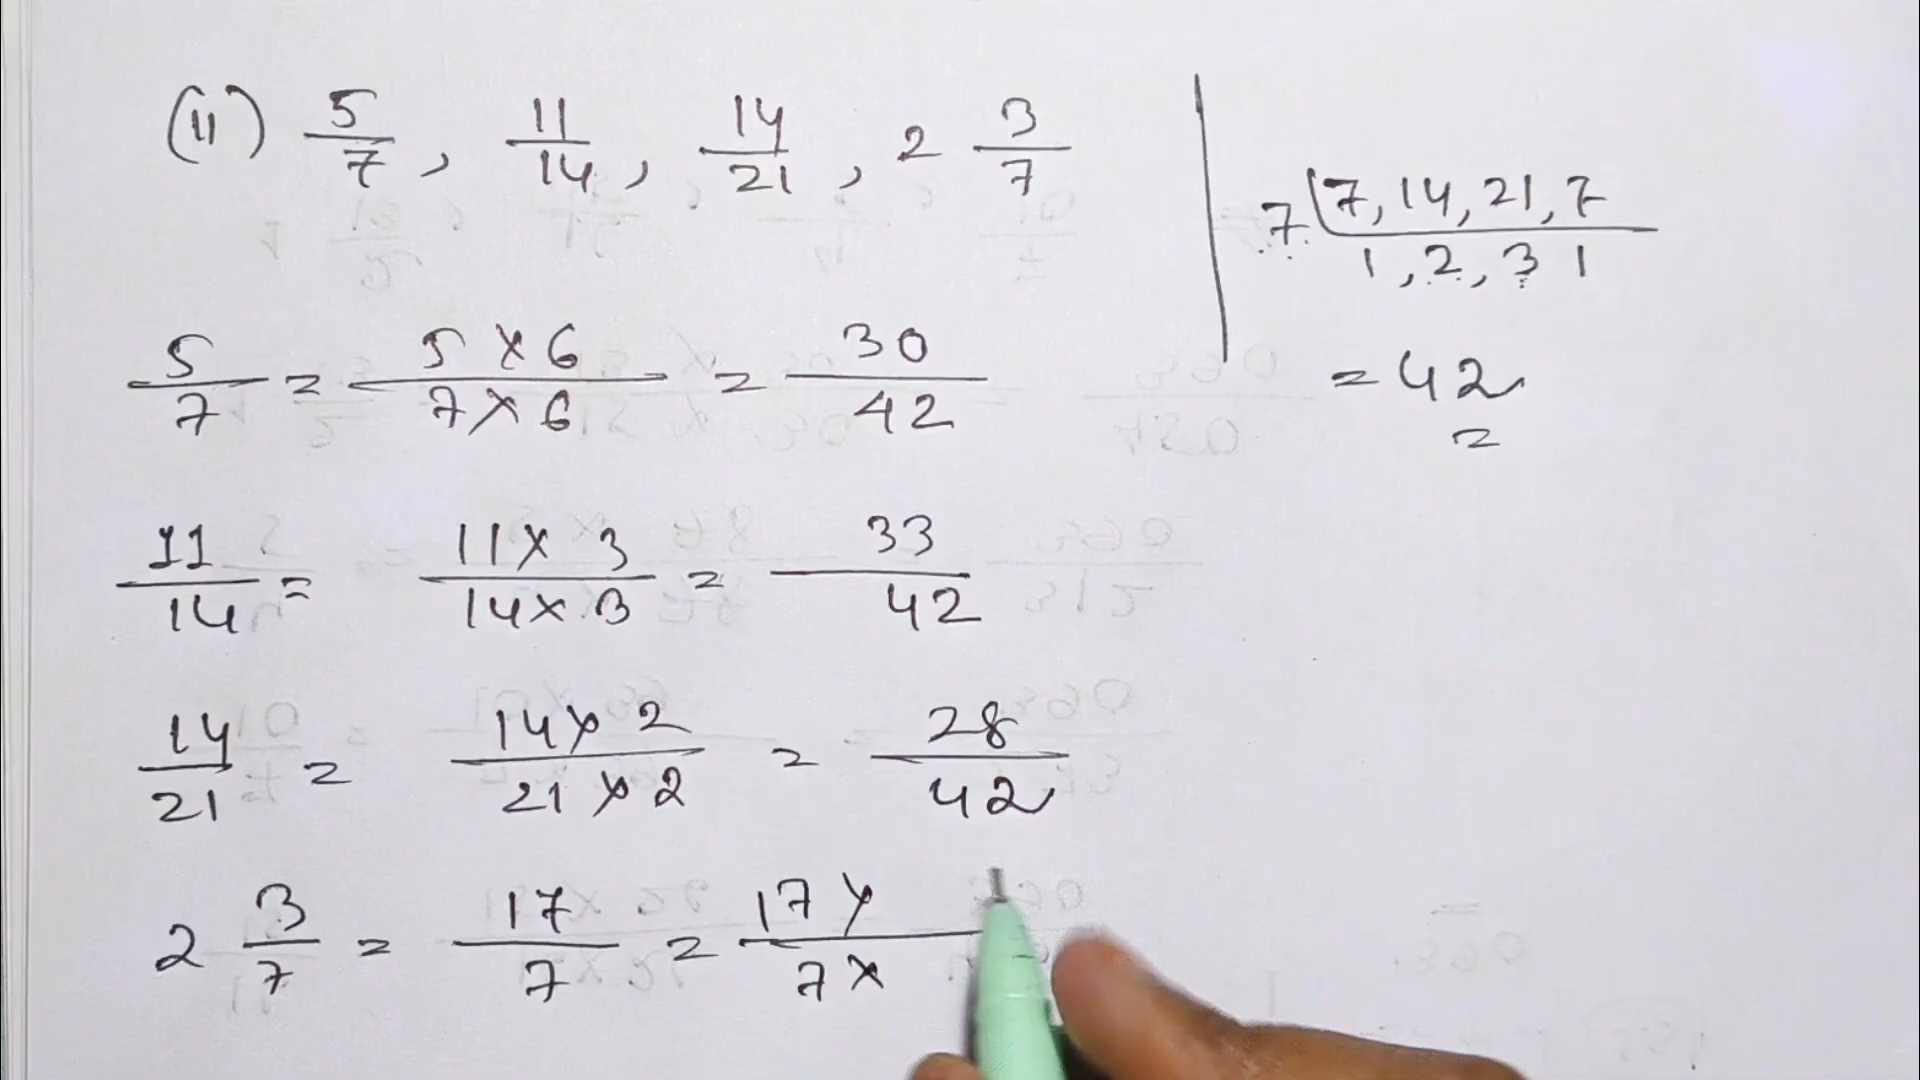 (11) 5/7, 11/14, 14/21, 2 3/7
7 ) 7, 14, 21, 7
1, 2, 3 1
= 42
=
5/7 = 5 × 6 / 7 × 6 = 30/42
11/14 = 11 × 3 / 14 × 3 = 33/42
14/21 = 14 × 2 / 21 × 2 = 28/42
2 3/7 = 17/7 = 17 × / 7 ×